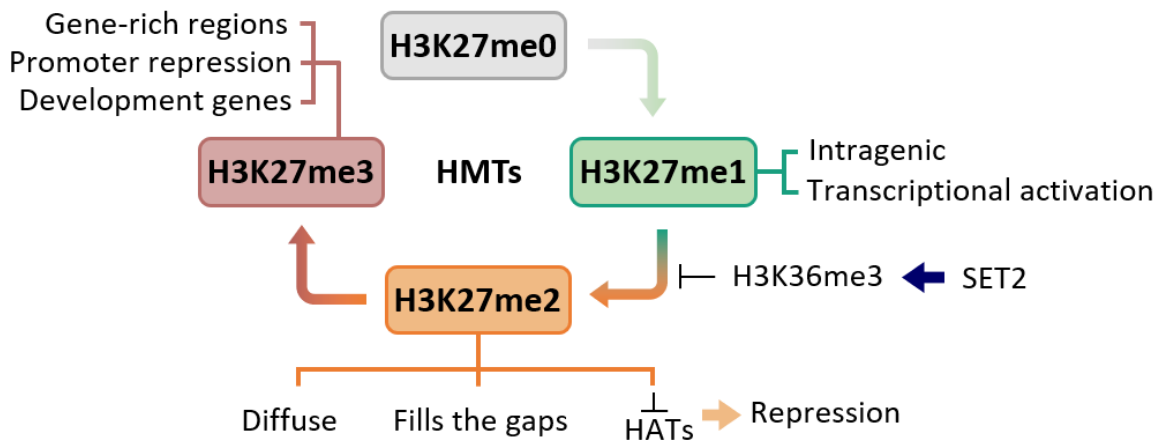 Gene-rich regions
Promoter repression
Development genes
H3K27me0
H3K27me3
HMTs
H3K27me1
Intragenic
Transcriptional activation
H3K36me3
SET2
H3K27me2
Diffuse
Fills the gaps
HATs
Repression